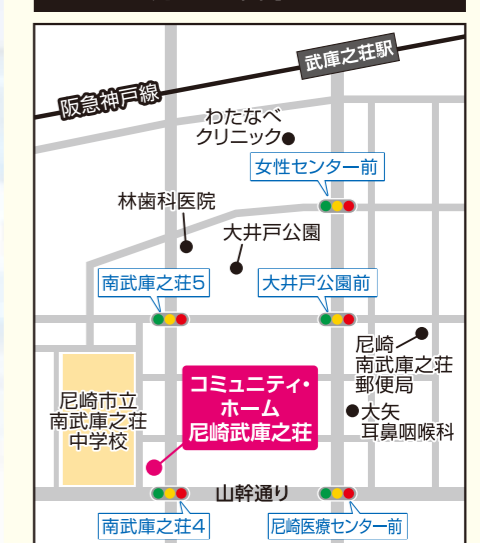 武庫之荘駅
阪急神戸線
わたなべ
クリニック
女性センター前
林歯科医院
大井戸公園
南武庫之荘5
大井戸公園前
尼崎
南武庫之荘
郵便局
コミュニティ・
ホーム
尼崎武庫之荘
尼崎市立
南武庫之荘
中学校
大矢
耳鼻咽喉科
山幹通り
南武庫之荘4
尼崎医療センター前